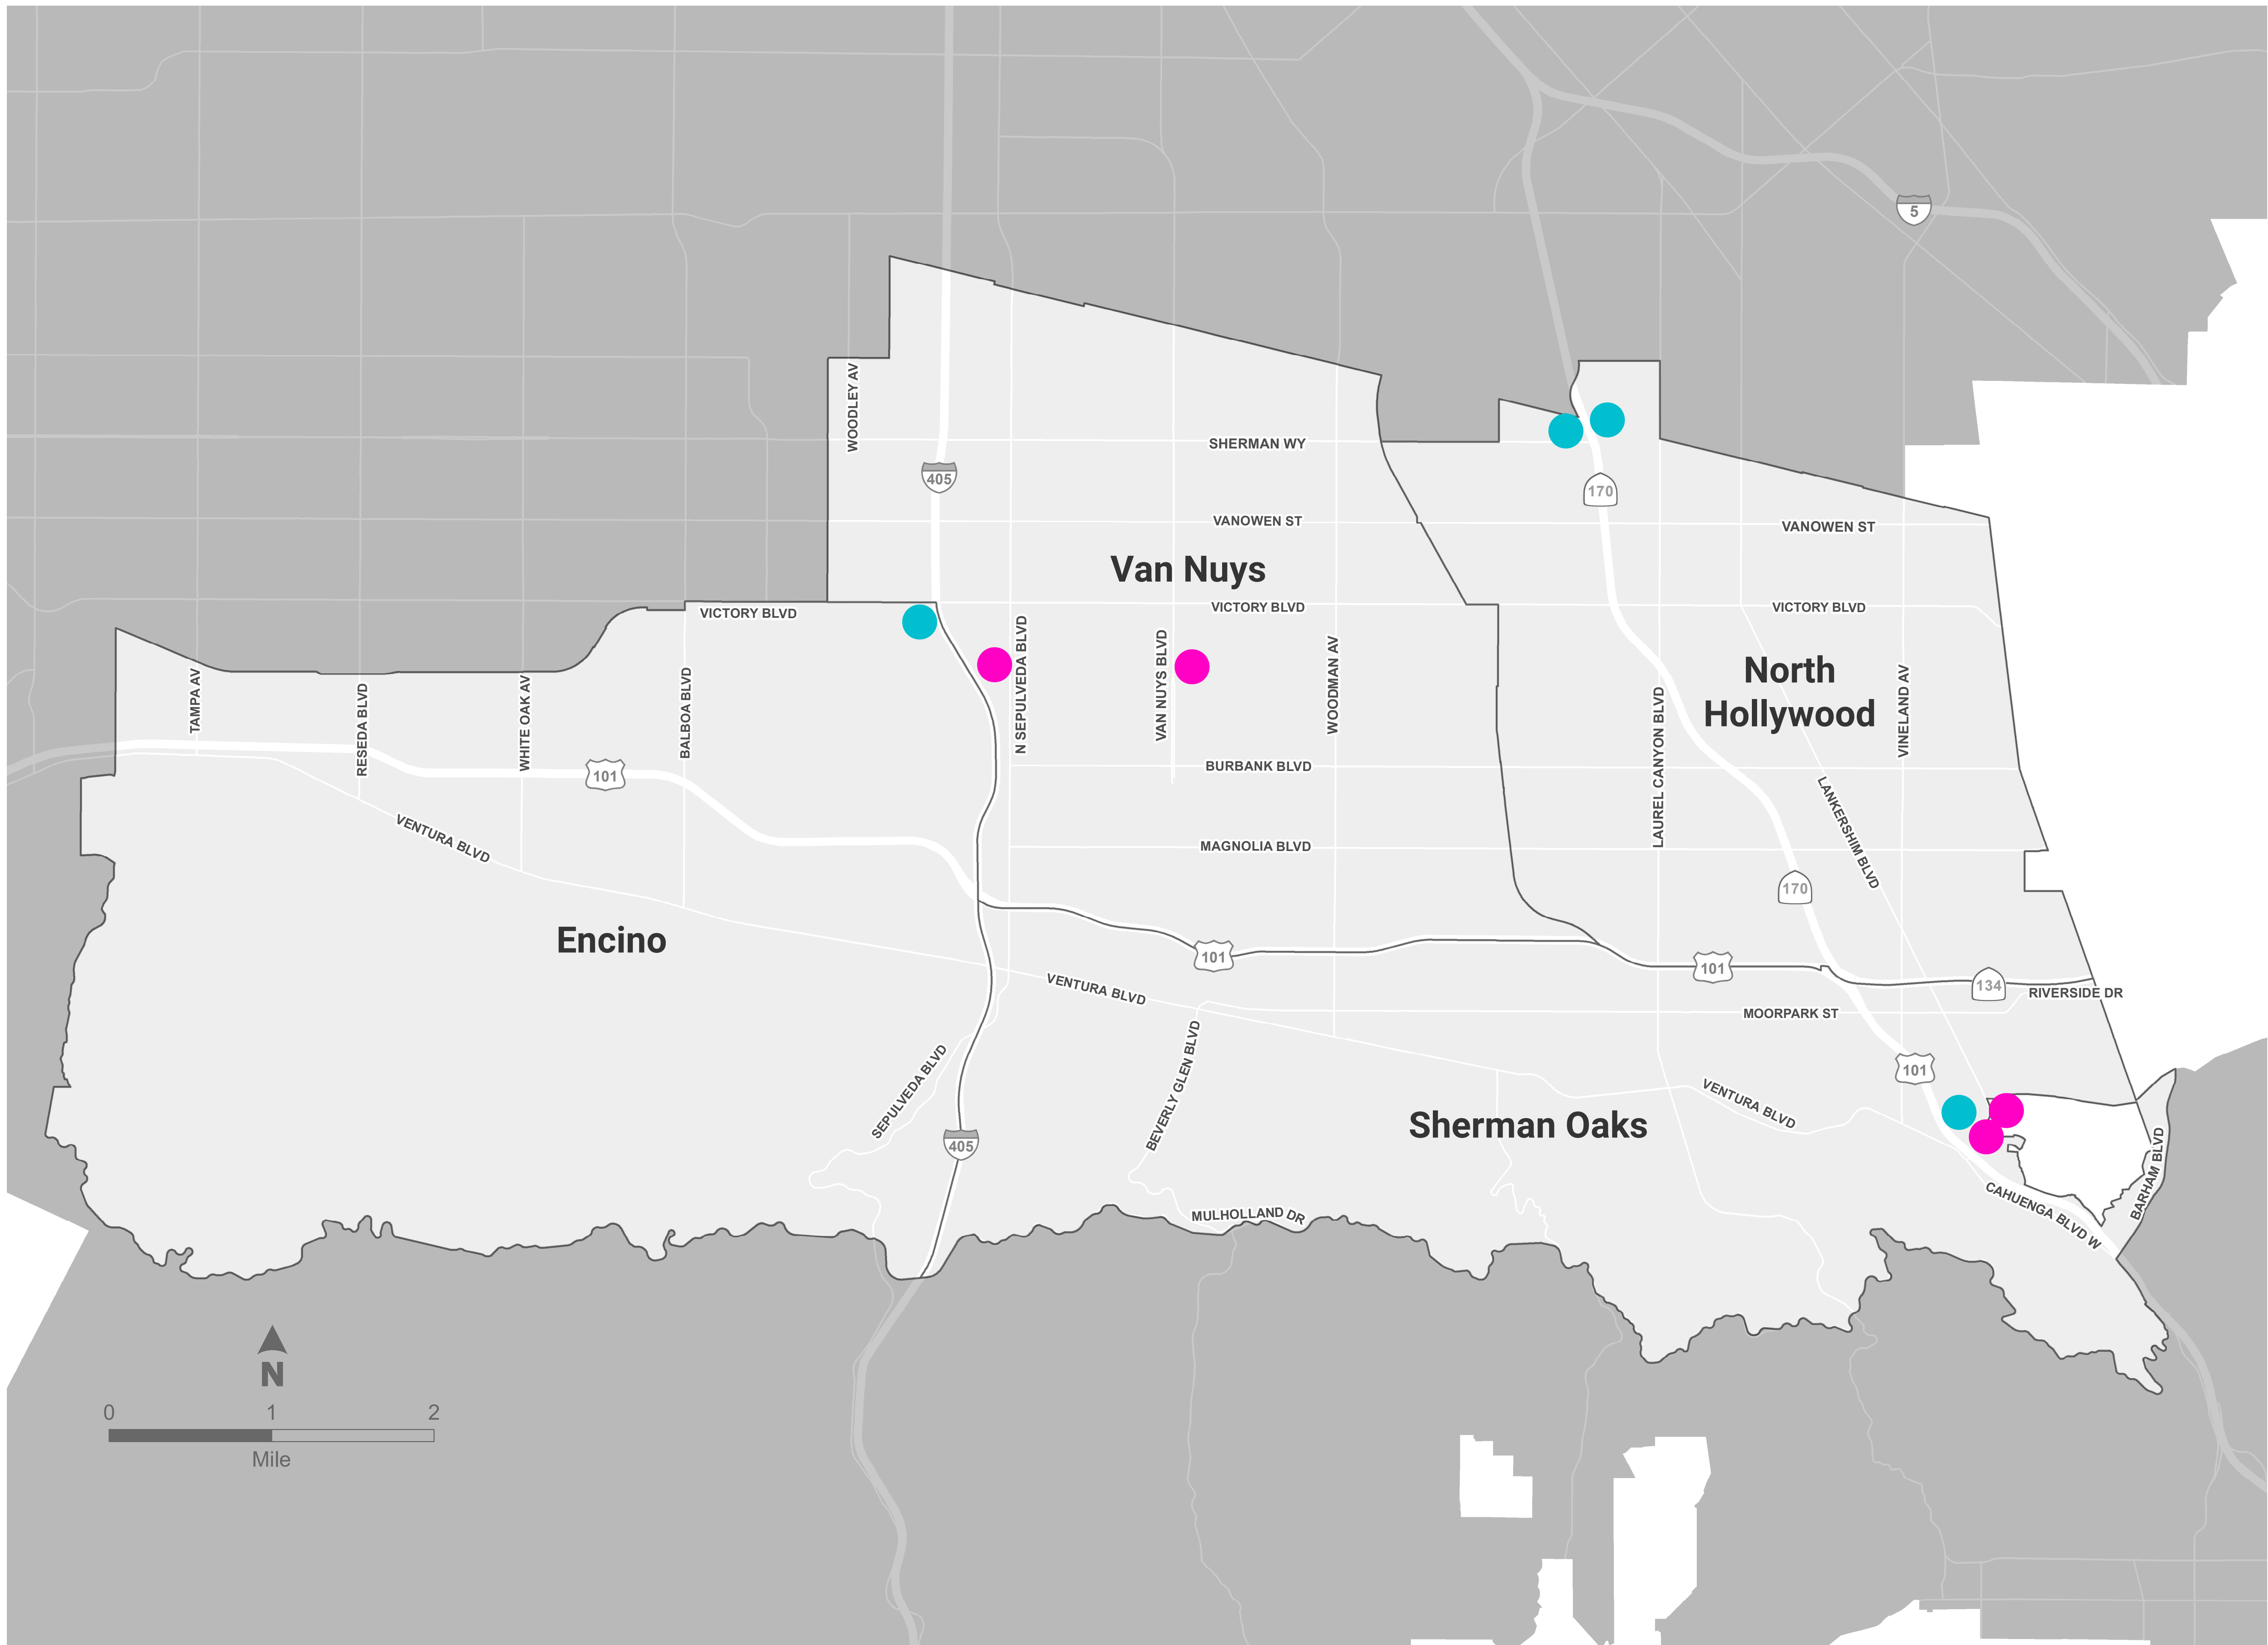 5
WOODLEY AV
SHERMAN WY
405
170
VANOWEN ST
VANOWEN ST
Van Nuys
VICTORY BLVD
VICTORY BLVD
VICTORY BLVD
TAMPA AV
RESEDA BLVD
WHITE OAK AV
BALBOA BLVD
N SEPULVEDA BLVD
VAN NUYS BLVD
WOODMAN AV
LAUREL CANYON BLVD
North
Hollywood
VINELAND AV
101
BURBANK BLVD
VENTURA BLVD
MAGNOLIA BLVD
LANKERSHIM BLVD
170
Encino
101
101
134
VENTURA BLVD
RIVERSIDE DR
MOORPARK ST
SEPULVEDA BLVD
BEVERLY GLEN BLVD
101
VENTURA BLVD
Sherman Oaks
405
BARHAM BLVD
CAHUENGA BLVD W
MULHOLLAND DR
N
0 1 2
Mile